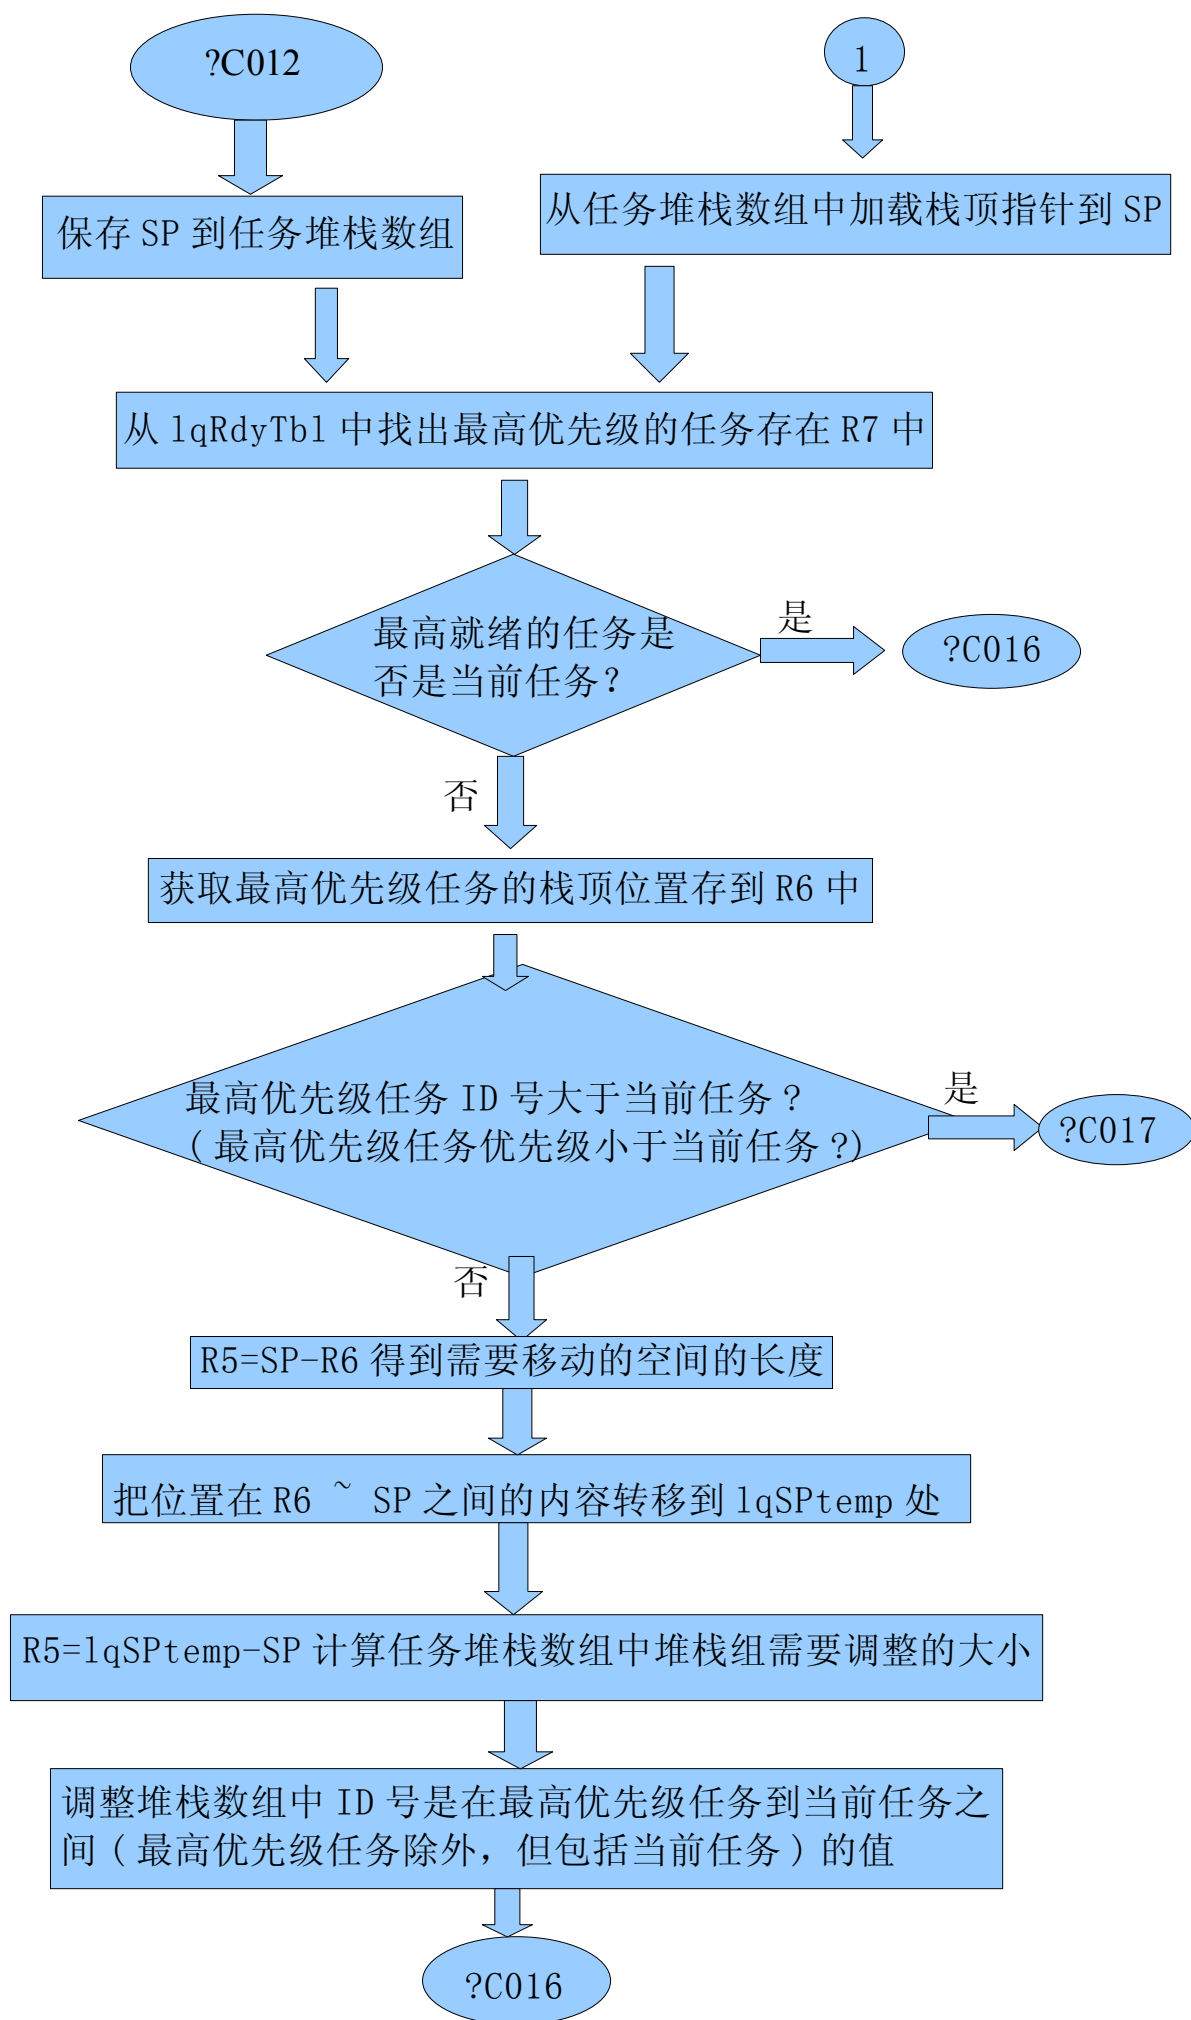 ?C012
1
保存 SP 到任务堆栈数组
从任务堆栈数组中加载栈顶指针到 SP
从 lqRdyTbl 中找出最高优先级的任务存在 R7 中
最高就绪的任务是
否是当前任务？
是
?C016
否
获取最高优先级任务的栈顶位置存到 R6 中
最高优先级任务 ID 号大于当前任务 ?
( 最高优先级任务优先级小于当前任务 ?)
是
?C017
否
R5=SP-R6 得到需要移动的空间的长度
把位置在 R6 ~ SP 之间的内容转移到 lqSPtemp 处
R5=lqSPtemp-SP 计算任务堆栈数组中堆栈组需要调整的大小
调整堆栈数组中 ID 号是在最高优先级任务到当前任务之
间 ( 最高优先级任务除外，但包括当前任务 ) 的值
?C016